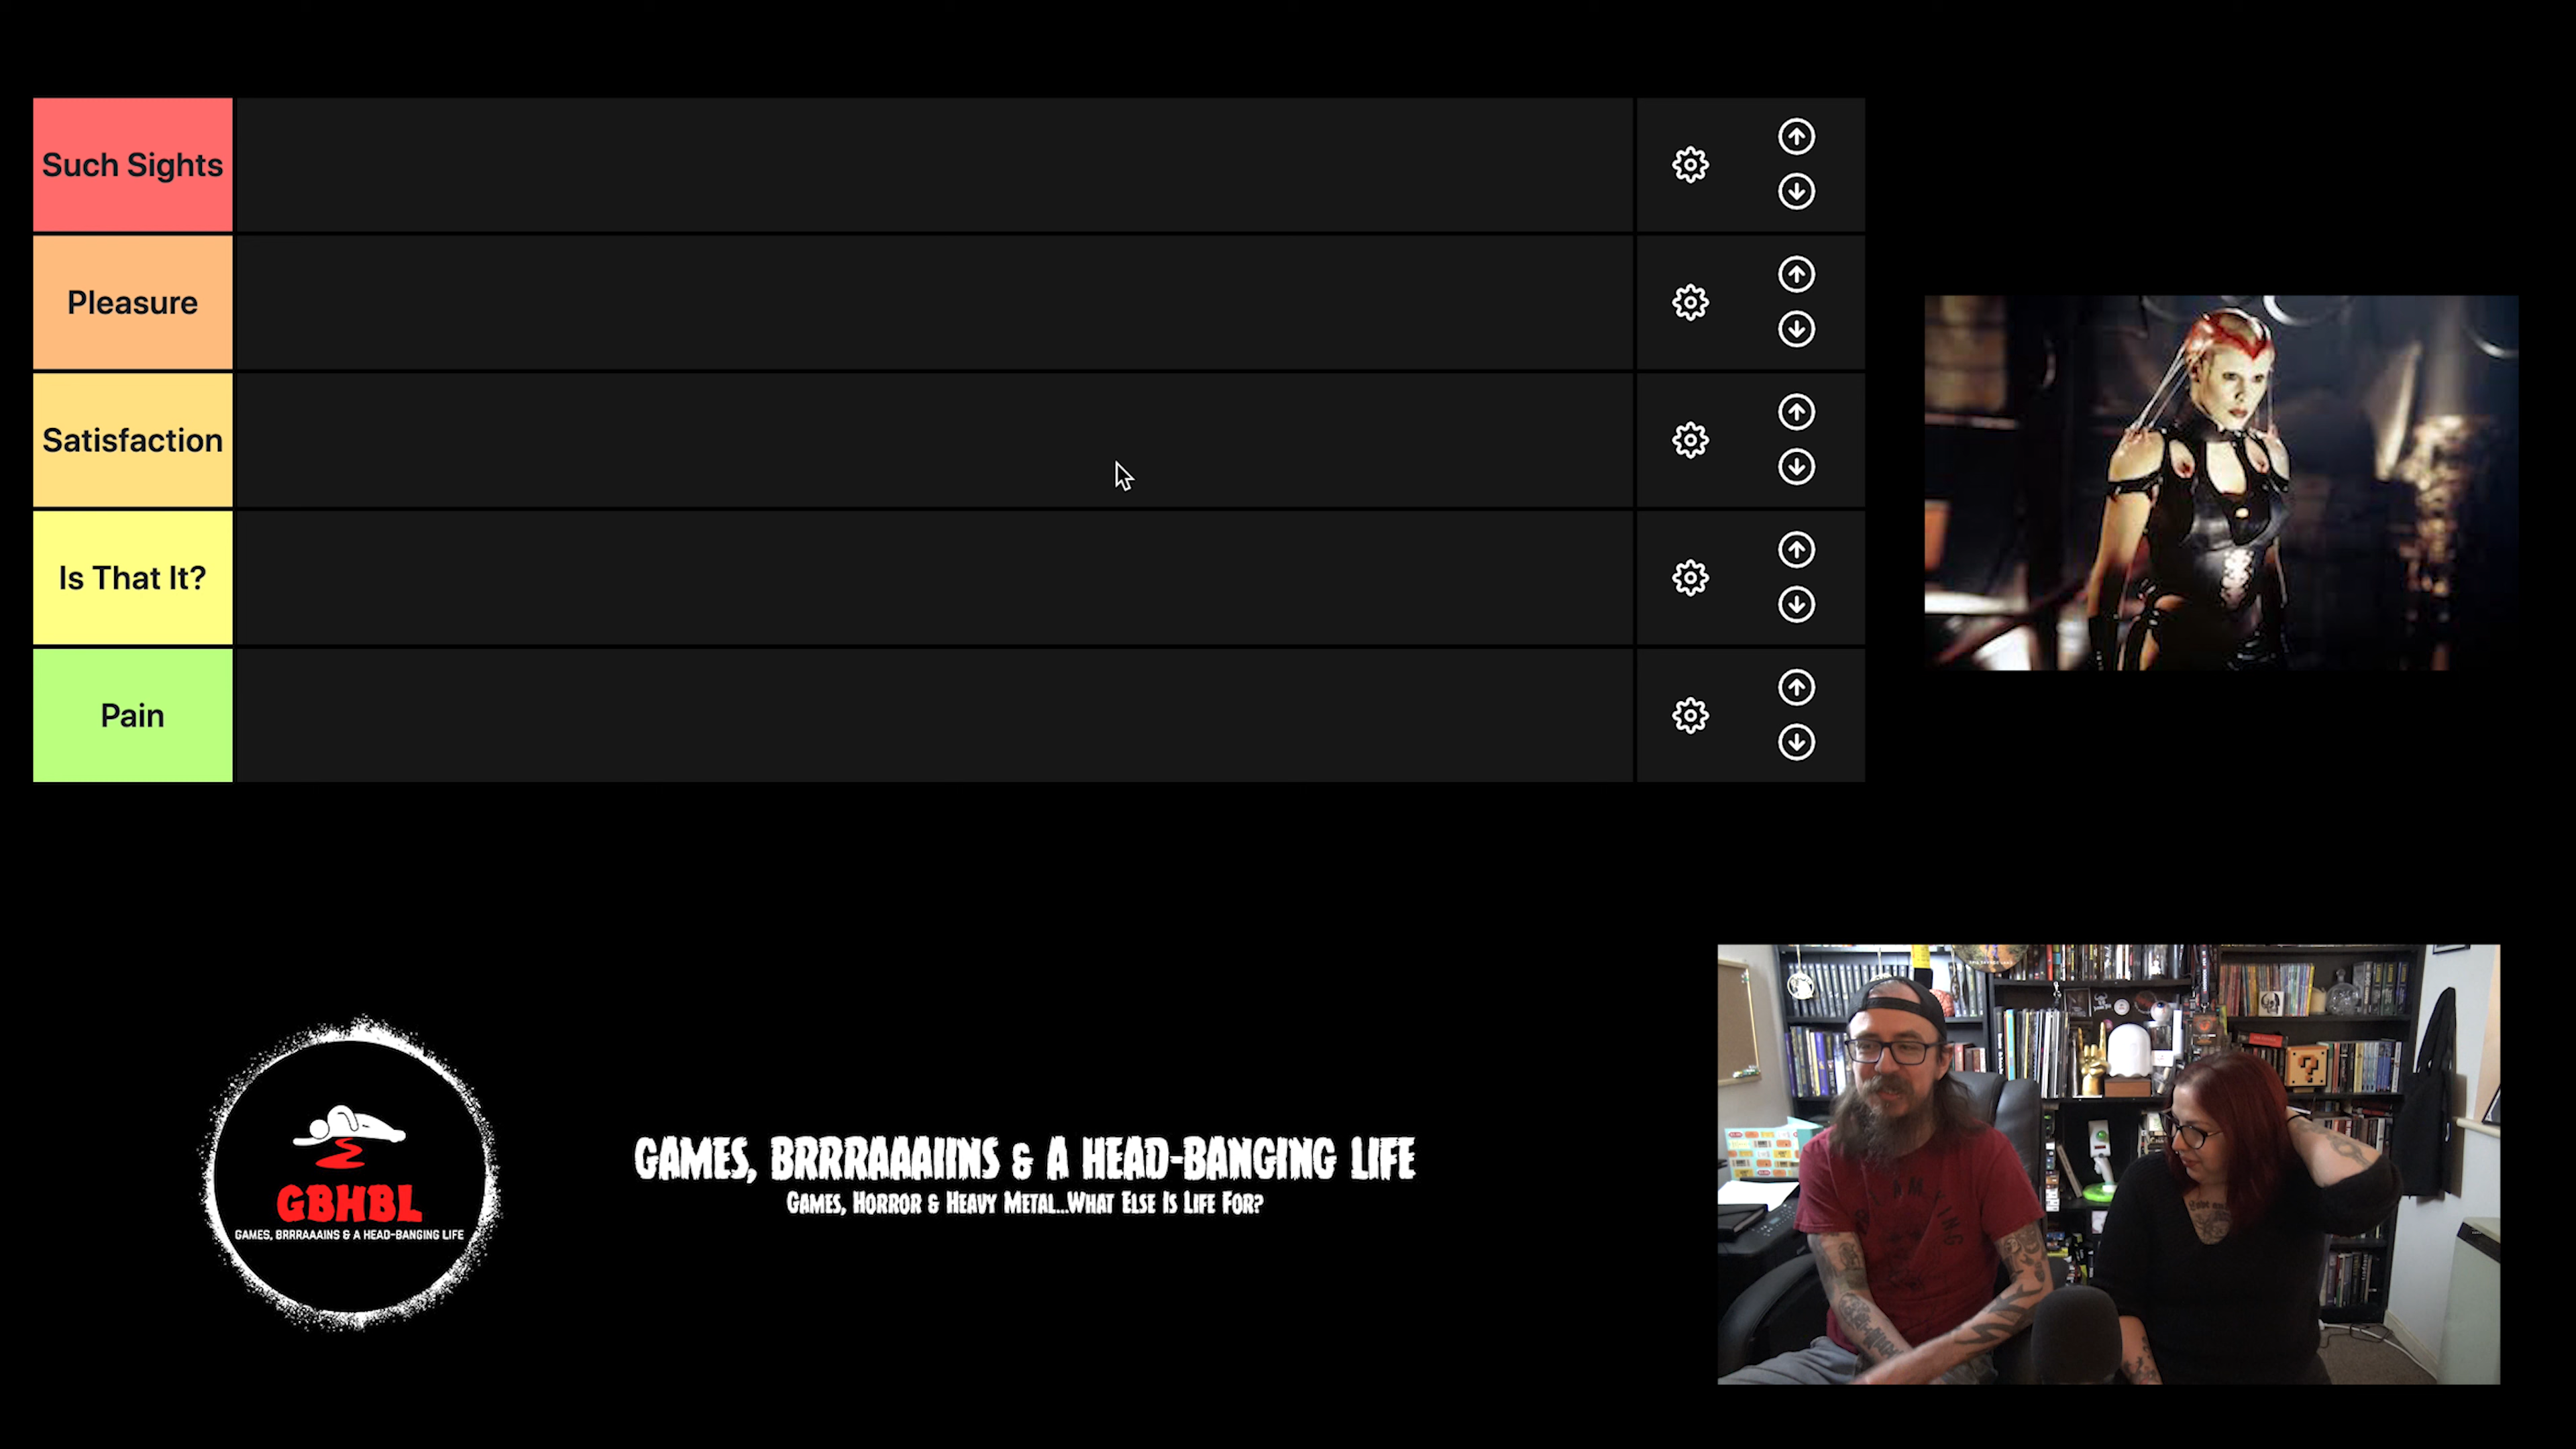 Such Sights
Pleasure
Satisfaction
Is That It?
Pain
GBHBL
GAMES, BRRRAAAINS & A HEAD-BANGING LIFE
GAMES, BRRRAAAIINS & A HEAD-BANGING LIFE
GAMES, HORROR & HEAVY METAL...WHAT ELSE IS LIFE FOR?